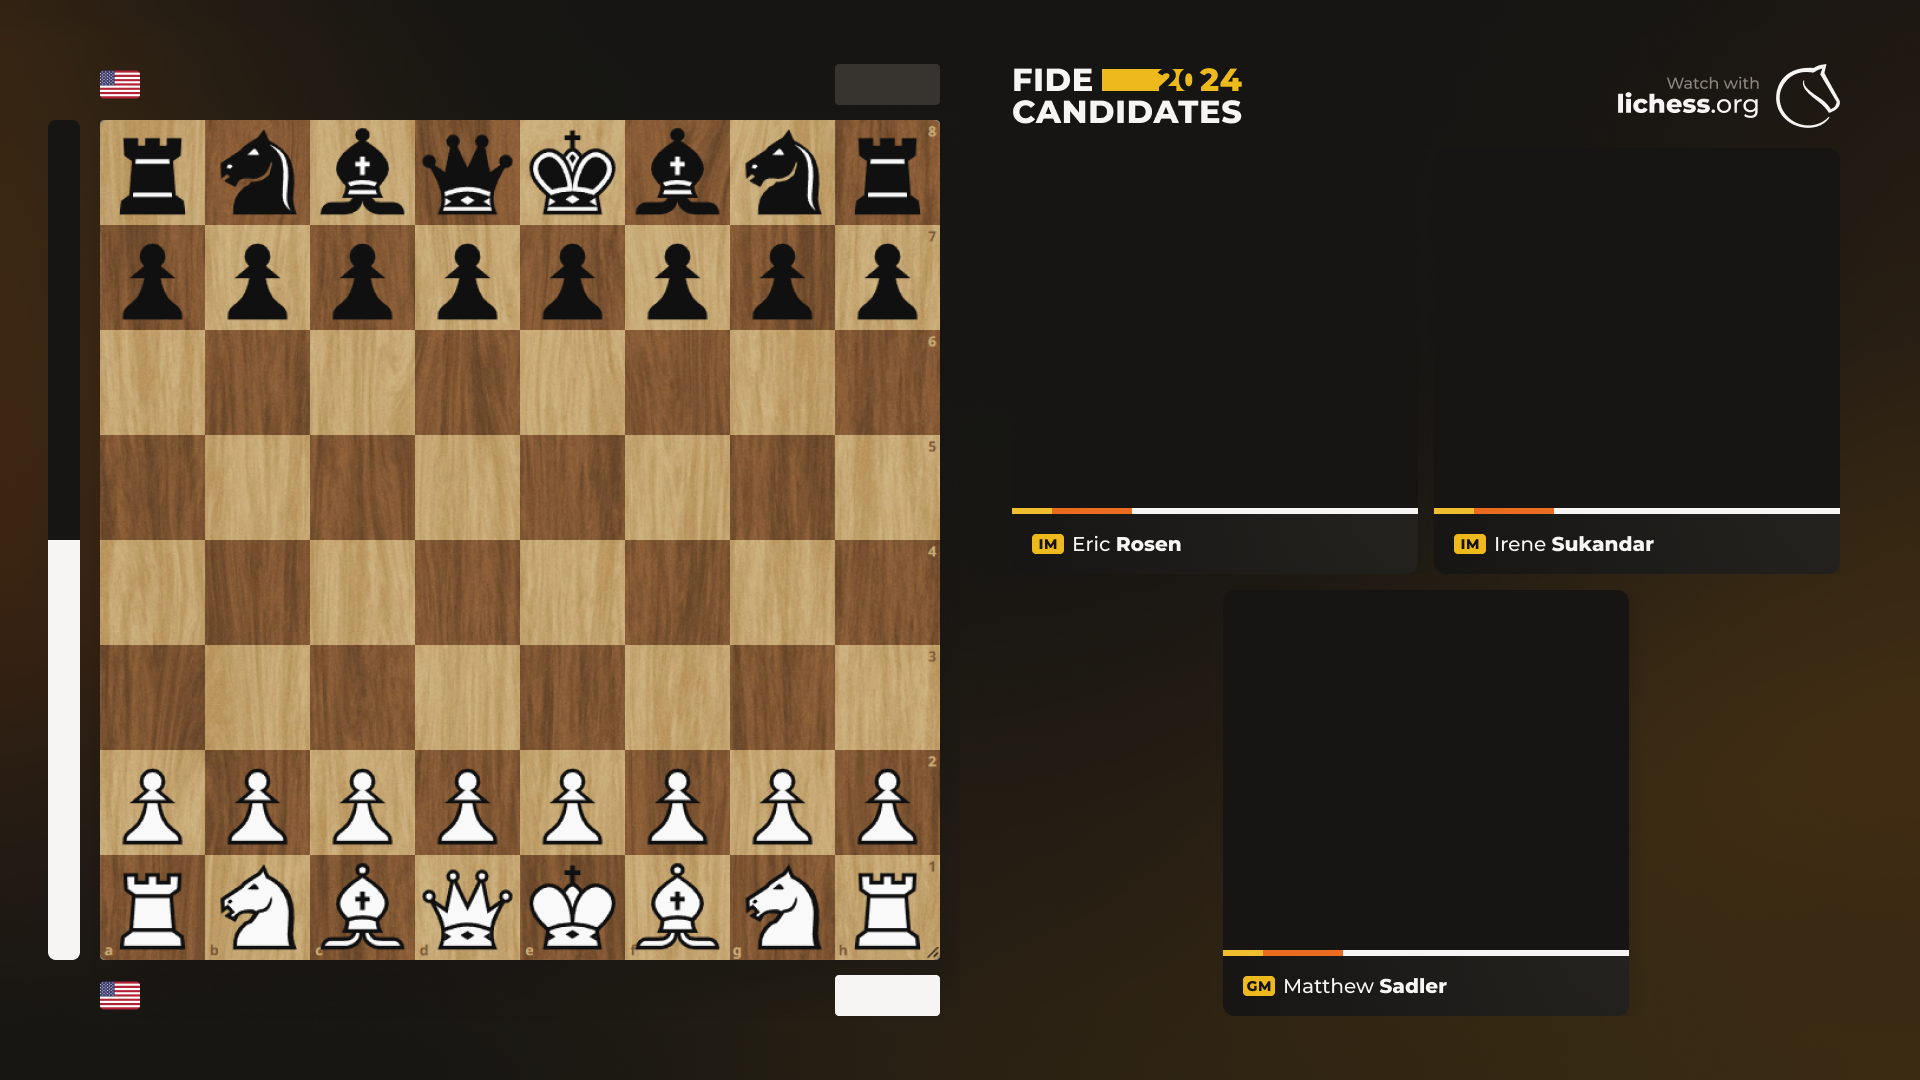 FIDE 2024
CANDIDATES
Watch with
lichess.org
8
7
6
5
4
3
2
1
a b c d e f g h
IM Eric Rosen
IM Irene Sukandar
GM Matthew Sadler